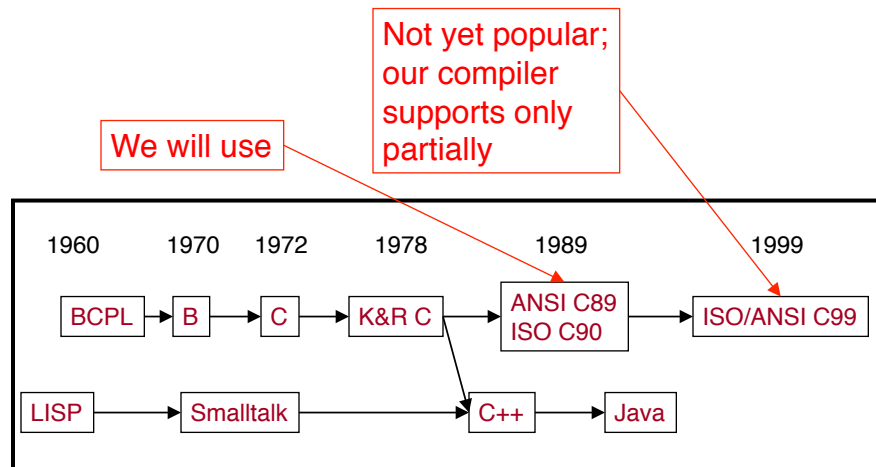 Not yet popular;
our compiler
supports only
partially
We will use
1960 1970 1972 1978 1989 1999
BCPL B C K&R C ANSI C89 ISO/ANSI C99
ISO C90
LISP Smalltalk C++ Java